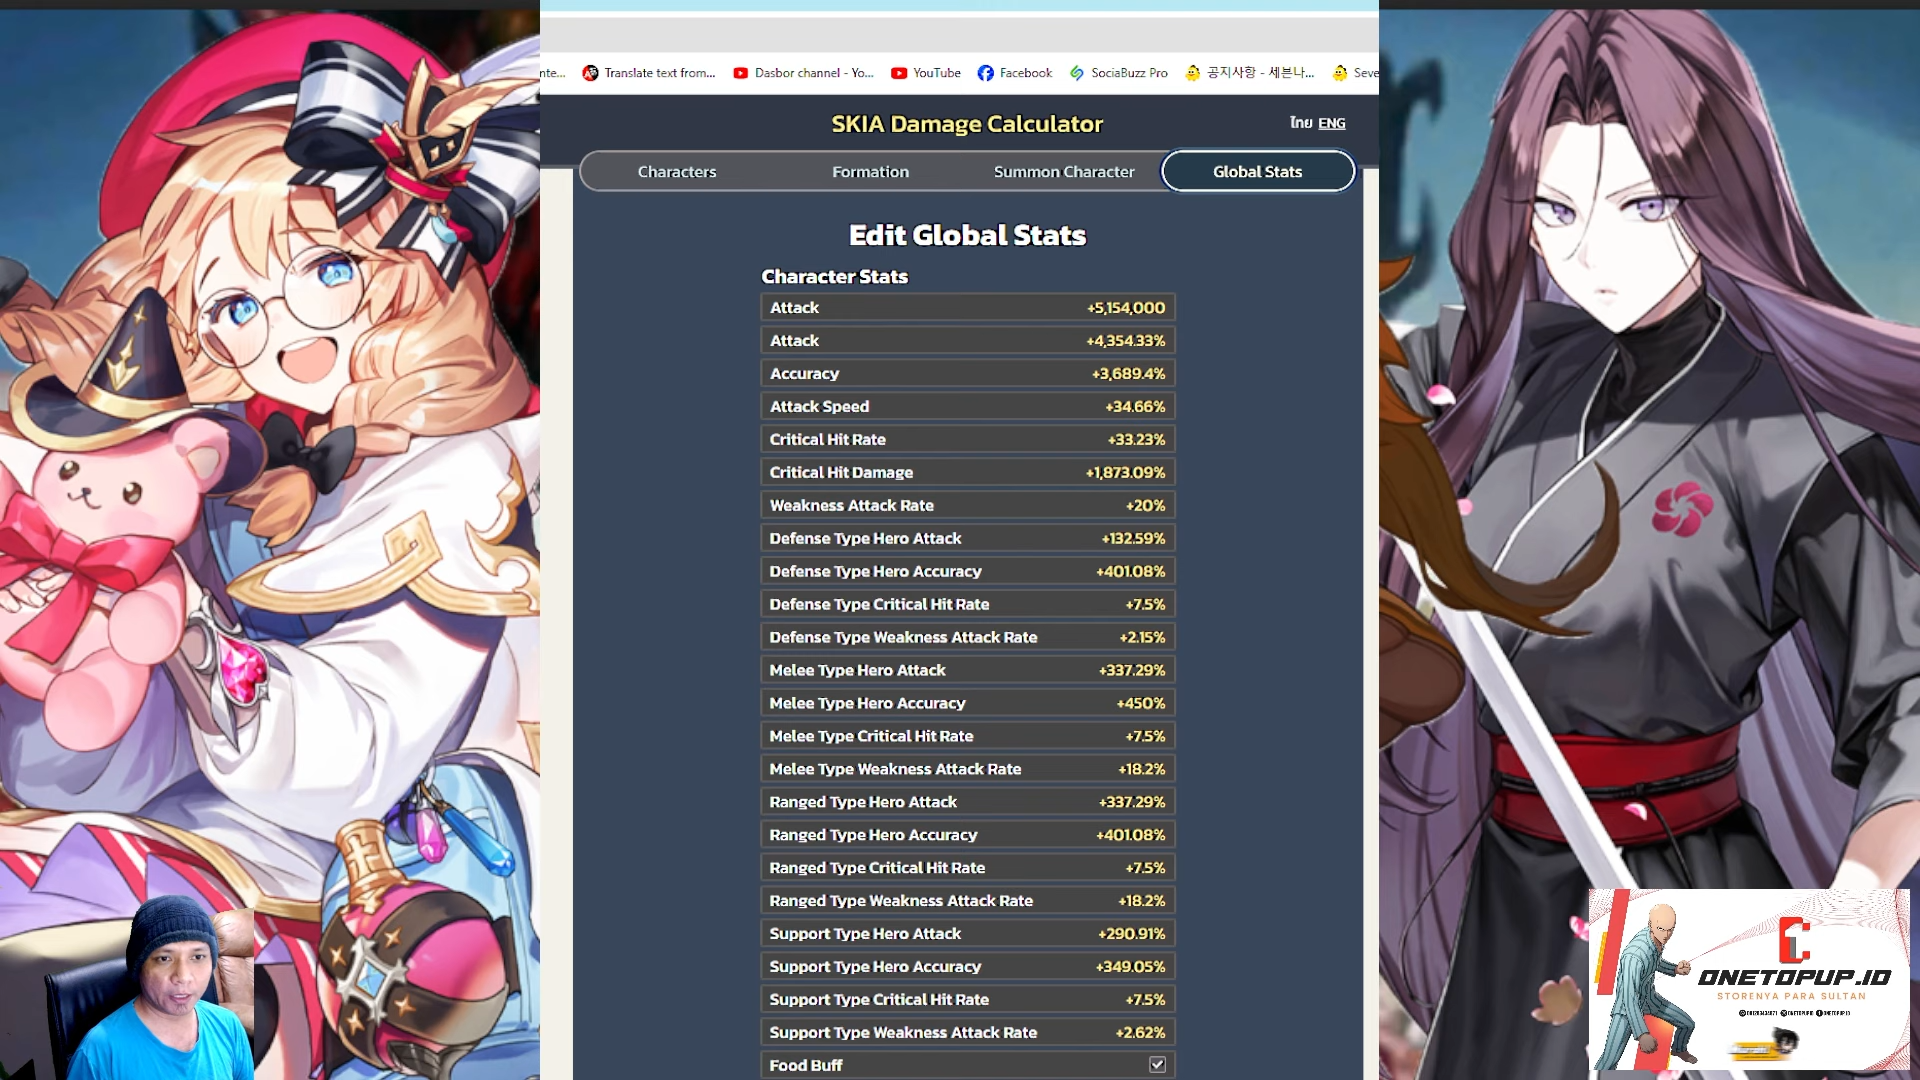 nte...
Translate text from...
Dasbor channel - Yo...
YouTube
Facebook
SociaBuzz Pro
공지사항 - 세븐나...
Seve
SKIA Damage Calculator
ไทย ENG
Characters
Formation
Summon Character
Global Stats
Edit Global Stats
Character Stats
Attack +5,154,000
Attack +4,354.33%
Accuracy +3,689.4%
Attack Speed +34.66%
Critical Hit Rate +33.23%
Critical Hit Damage +1,873.09%
Weakness Attack Rate +20%
Defense Type Hero Attack +132.59%
Defense Type Hero Accuracy +401.08%
Defense Type Critical Hit Rate +7.5%
Defense Type Weakness Attack Rate +2.15%
Melee Type Hero Attack +337.29%
Melee Type Hero Accuracy +450%
Melee Type Critical Hit Rate +7.5%
Melee Type Weakness Attack Rate +18.2%
Ranged Type Hero Attack +337.29%
Ranged Type Hero Accuracy +401.08%
Ranged Type Critical Hit Rate +7.5%
Ranged Type Weakness Attack Rate +18.2%
Support Type Hero Attack +290.91%
Support Type Hero Accuracy +349.05%
Support Type Critical Hit Rate +7.5%
Support Type Weakness Attack Rate +2.62%
Food Buff
ONETOPUP.ID
STORENYA PARA SULTAN